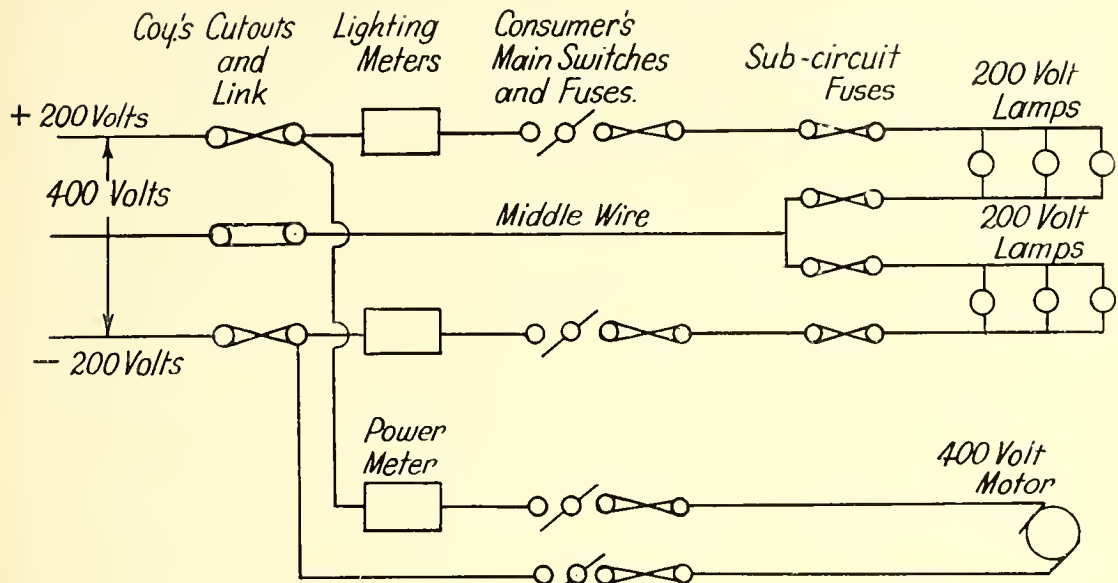 Coy.'s Cutouts
and
Link
Lighting
Meters
Consumer's
Main Switches
and Fuses.
Sub-circuit
Fuses
200 Volt
Lamps
+ 200 Volts
400 Volts
Middle Wire
200 Volt
Lamps
— 200 Volts
Power
Meter
400 Volt
Motor